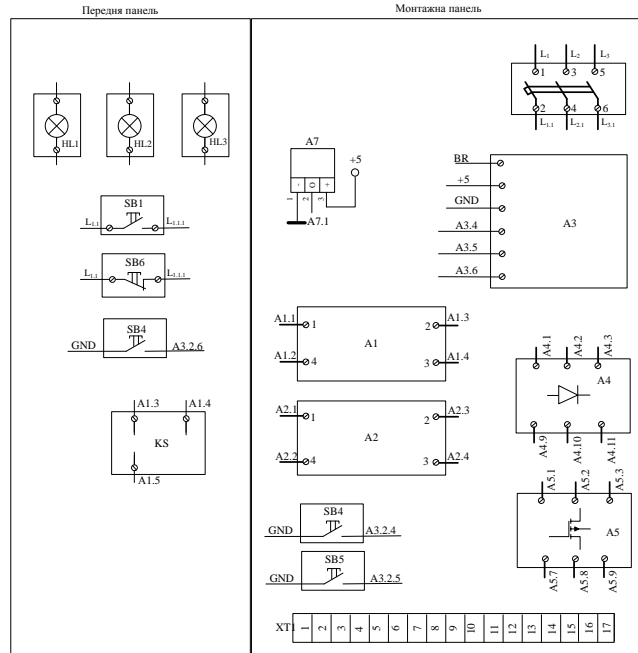 Передня панель
Монтажна панель
L1 L2 L3
1 3 5
2 4 6
L1.1 L2.1 L3.1
HL1 HL2 HL3
A7
+5
- O +
1 2 3
A7.1
BR
+5
GND
A3.4
A3.5
A3.6
A3
SB1
L1.1 L1.1.1
SB6
L1.1 L1.1.1
SB4
GND A3.2.6
A1.1 1 2 A1.3
A1
A1.2 4 3 A1.4
A4.1 A4.2 A4.3
A4
A4.9 A4.10 A4.11
A1.3 A1.4
KS
A1.5
A2.1 1 2 A2.3
A2
A2.2 4 3 A2.4
A5.1 A5.2 A5.3
A5
A5.7 A5.8 A5.9
SB4
GND A3.2.4
SB5
GND A3.2.5
XT1 1 2 3 4 5 6 7 8 9 10 11 12 13 14 15 16 17